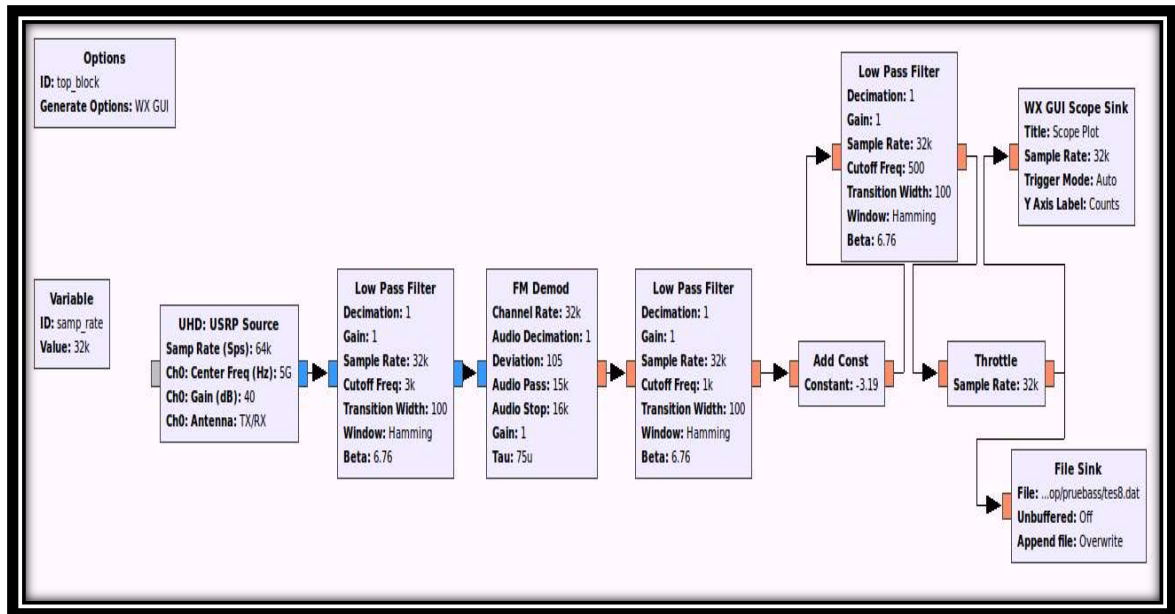 Options
ID: top_block
Generate Options: WX GUI
Variable
ID: samp_rate
Value: 32k
UHD: USRP Source
Samp Rate (Sps): 64k
Ch0: Center Freq (Hz): 5G
Ch0: Gain (dB): 40
Ch0: Antenna: TX/RX
Low Pass Filter
Decimation: 1
Gain: 1
Sample Rate: 32k
Cutoff Freq: 3k
Transition Width: 100
Window: Hamming
Beta: 6.76
FM Demod
Channel Rate: 32k
Audio Decimation: 1
Deviation: 105
Audio Pass: 15k
Audio Stop: 16k
Gain: 1
Tau: 75u
Low Pass Filter
Decimation: 1
Gain: 1
Sample Rate: 32k
Cutoff Freq: 1k
Transition Width: 100
Window: Hamming
Beta: 6.76
Add Const
Constant: -3.19
Low Pass Filter
Decimation: 1
Gain: 1
Sample Rate: 32k
Cutoff Freq: 500
Transition Width: 100
Window: Hamming
Beta: 6.76
Throttle
Sample Rate: 32k
WX GUI Scope Sink
Title: Scope Plot
Sample Rate: 32k
Trigger Mode: Auto
Y Axis Label: Counts
File Sink
File: ...op/pruebass/tes8.dat
Unbuffered: Off
Append file: Overwrite